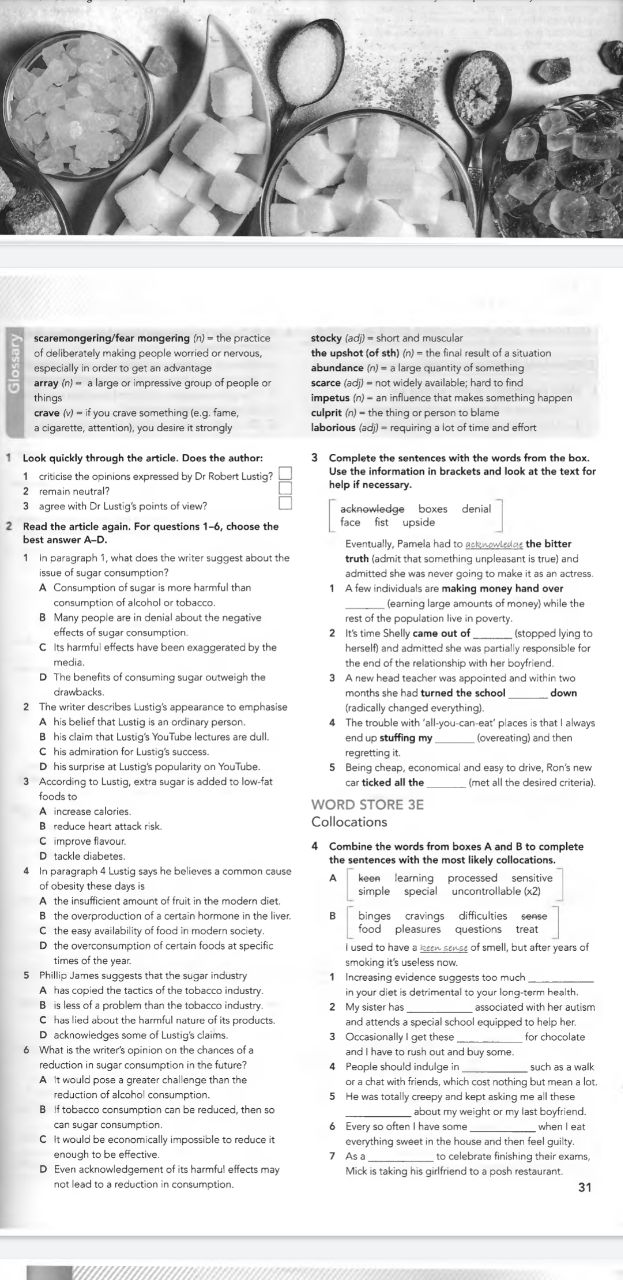 Glossary
scaremongering/fear mongering (n) = the practice
of deliberately making people worried or nervous,
especially in order to get an advantage
array (n) = a large or impressive group of people or
things
crave (v) = if you crave something (e.g. fame,
a cigarette, attention), you desire it strongly
stocky (adj) = short and muscular
the upshot (of sth) (n) = the final result of a situation
abundance (n) = a large quantity of something
scarce (adj) = not widely available; hard to find
impetus (n) = an influence that makes something happen
culprit (n) = the thing or person to blame
laborious (adj) = requiring a lot of time and effort
1 Look quickly through the article. Does the author:
1 criticise the opinions expressed by Dr Robert Lustig?
2 remain neutral?
3 agree with Dr Lustig's points of view?
2 Read the article again. For questions 1–6, choose the
best answer A–D.
1 In paragraph 1, what does the writer suggest about the
issue of sugar consumption?
A Consumption of sugar is more harmful than
consumption of alcohol or tobacco.
B Many people are in denial about the negative
effects of sugar consumption.
C Its harmful effects have been exaggerated by the
media.
D The benefits of consuming sugar outweigh the
drawbacks.
2 The writer describes Lustig's appearance to emphasise
A his belief that Lustig is an ordinary person.
B his claim that Lustig's YouTube lectures are dull.
C his admiration for Lustig's success.
D his surprise at Lustig's popularity on YouTube.
3 According to Lustig, extra sugar is added to low-fat
foods to
A increase calories.
B reduce heart attack risk.
C improve flavour.
D tackle diabetes.
4 In paragraph 4 Lustig says he believes a common cause
of obesity these days is
A the insufficient amount of fruit in the modern diet.
B the overproduction of a certain hormone in the liver.
C the easy availability of food in modern society.
D the overconsumption of certain foods at specific
times of the year.
5 Phillip James suggests that the sugar industry
A has copied the tactics of the tobacco industry.
B is less of a problem than the tobacco industry.
C has lied about the harmful nature of its products.
D acknowledges some of Lustig's claims.
6 What is the writer's opinion on the chances of a
reduction in sugar consumption in the future?
A It would pose a greater challenge than the
reduction of alcohol consumption.
B If tobacco consumption can be reduced, then so
can sugar consumption.
C It would be economically impossible to reduce it
enough to be effective.
D Even acknowledgement of its harmful effects may
not lead to a reduction in consumption.
3 Complete the sentences with the words from the box.
Use the information in brackets and look at the text for
help if necessary.
acknowledge boxes denial
face fist upside
Eventually, Pamela had to acknowledge the bitter
truth (admit that something unpleasant is true) and
admitted she was never going to make it as an actress.
1 A few individuals are making money hand over
________ (earning large amounts of money) while the
rest of the population live in poverty.
2 It's time Shelly came out of ________ (stopped lying to
herself) and admitted she was partially responsible for
the end of the relationship with her boyfriend.
3 A new head teacher was appointed and within two
months she had turned the school ________ down
(radically changed everything).
4 The trouble with 'all-you-can-eat' places is that I always
end up stuffing my ________ (overeating) and then
regretting it.
5 Being cheap, economical and easy to drive, Ron's new
car ticked all the ________ (met all the desired criteria).
WORD STORE 3E
Collocations
4 Combine the words from boxes A and B to complete
the sentences with the most likely collocations.
A keen learning processed sensitive
simple special uncontrollable (x2)
B binges cravings difficulties sense
food pleasures questions treat
I used to have a keen sense of smell, but after years of
smoking it's useless now.
1 Increasing evidence suggests too much ________
in your diet is detrimental to your long-term health.
2 My sister has ________ associated with her autism
and attends a special school equipped to help her.
3 Occasionally I get these ________ for chocolate
and I have to rush out and buy some.
4 People should indulge in ________ such as a walk
or a chat with friends, which cost nothing but mean a lot.
5 He was totally creepy and kept asking me all these
________ about my weight or my last boyfriend.
6 Every so often I have some ________ when I eat
everything sweet in the house and then feel guilty.
7 As a ________ to celebrate finishing their exams,
Mick is taking his girlfriend to a posh restaurant.
31